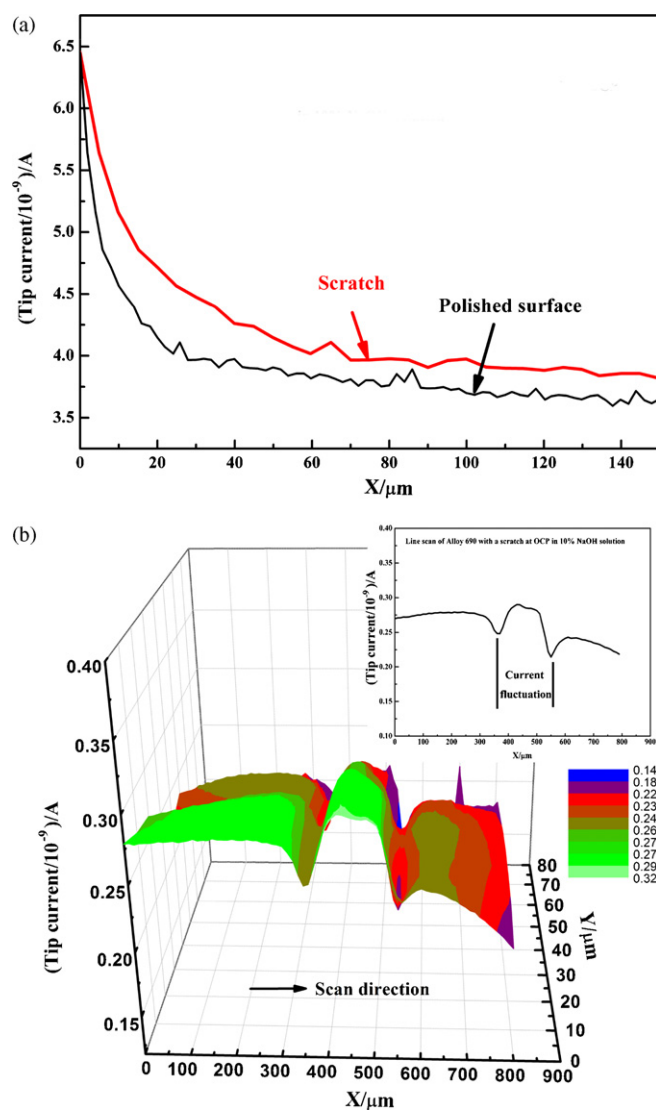 (a)
6.5
6.0
5.5
5.0
4.5
4.0
3.5
(Tip current/10⁻⁹)/A
Scratch
Polished surface
0 20 40 60 80 100 120 140
X/μm
(b)
0.40
0.35
0.30
0.25
0.20
0.15
(Tip current/10⁻⁹)/A
0.40
0.35
0.30
0.25
0.20
0.15
0.10
(Tip current/10⁻⁹)/A
Line scan of Alloy 690 with a scratch at OCP in 10% NaOH solution
Current
fluctuation
0 100 200 300 400 500 600 700 800 900
X/μm
0.14
0.18
0.22
0.23
0.24
0.26
0.27
0.27
0.29
0.32
80
70
60
50
40
30
20
10
0
Y/μm
Scan direction
0 100 200 300 400 500 600 700 800 900
X/μm